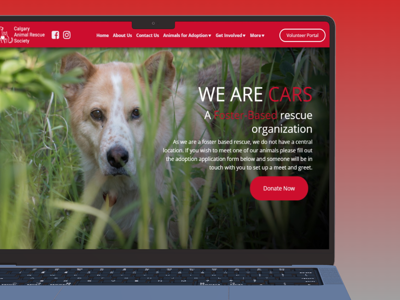 Calgary
Animal Rescue
Society
Home About Us Contact Us Animals for Adoption Get Involved More
Volunteer Portal
WE ARE CARS
A Foster-Based rescue
organization
As we are a foster based rescue, we do not have a central
location. If you wish to meet one of our animals please fill out
the adoption application form below and someone will be in
touch with you to set up a meet and greet.
Donate Now